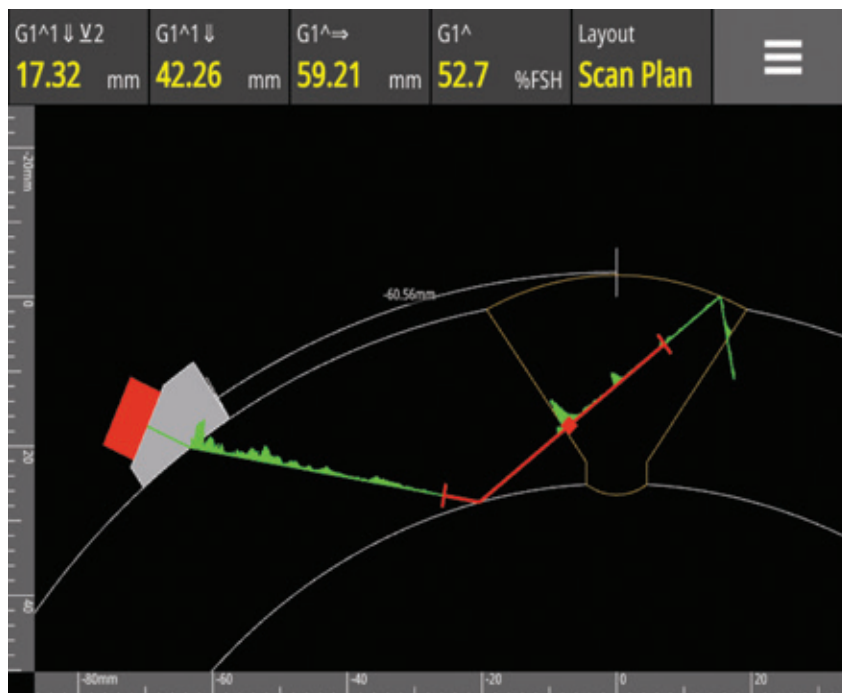 G1^1⇓⊻2
17.32 mm
G1^1⇓
42.26 mm
G1^⇒
59.21 mm
G1^
52.7 %FSH
Layout
Scan Plan
-20mm
0
20
40
-60.56mm
-80mm
-60
-40
-20
0
20